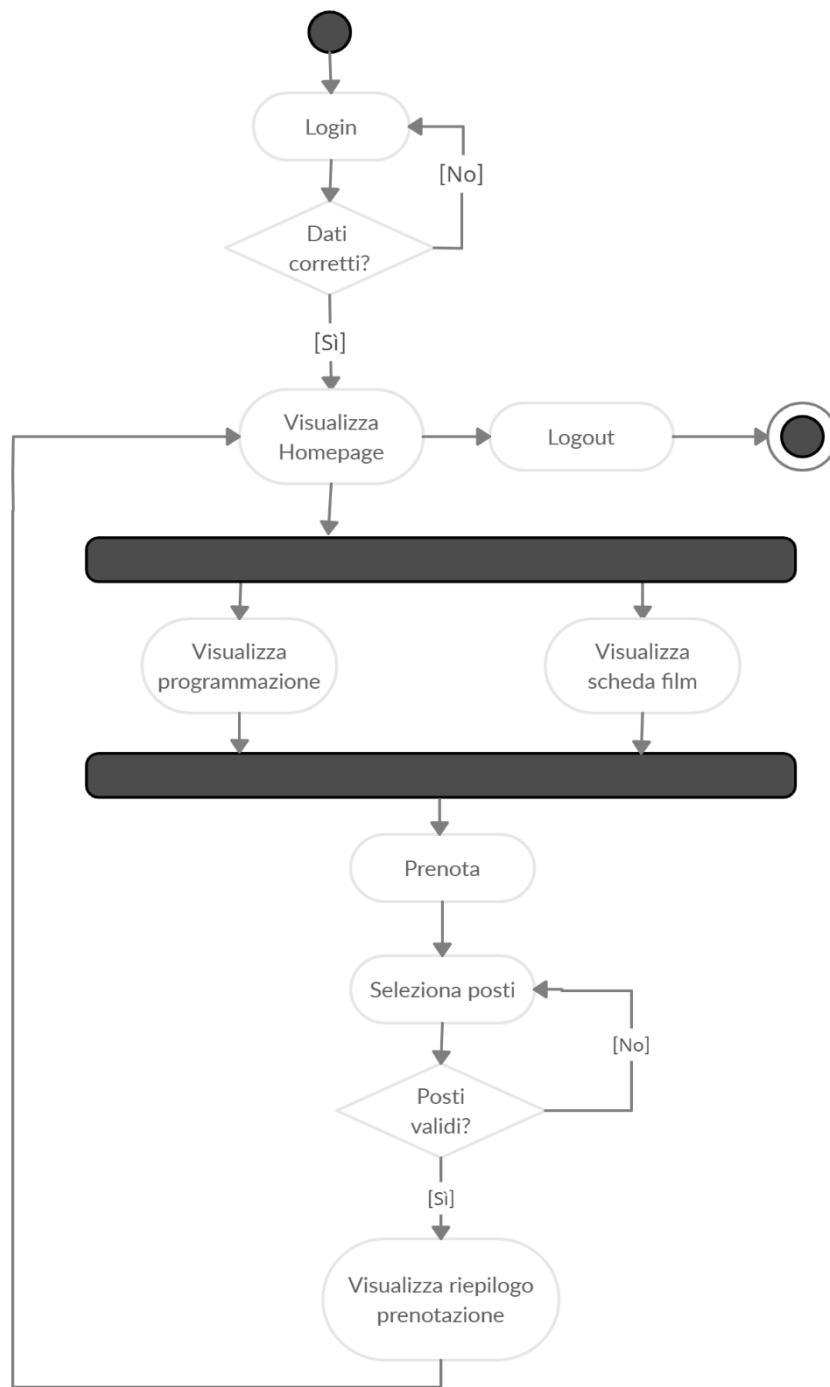 Login
[No]
Dati
corretti?
[Sì]
Visualizza
Homepage
Logout
Visualizza
programmazione
Visualizza
scheda film
Prenota
Seleziona posti
[No]
Posti
validi?
[Sì]
Visualizza riepilogo
prenotazione